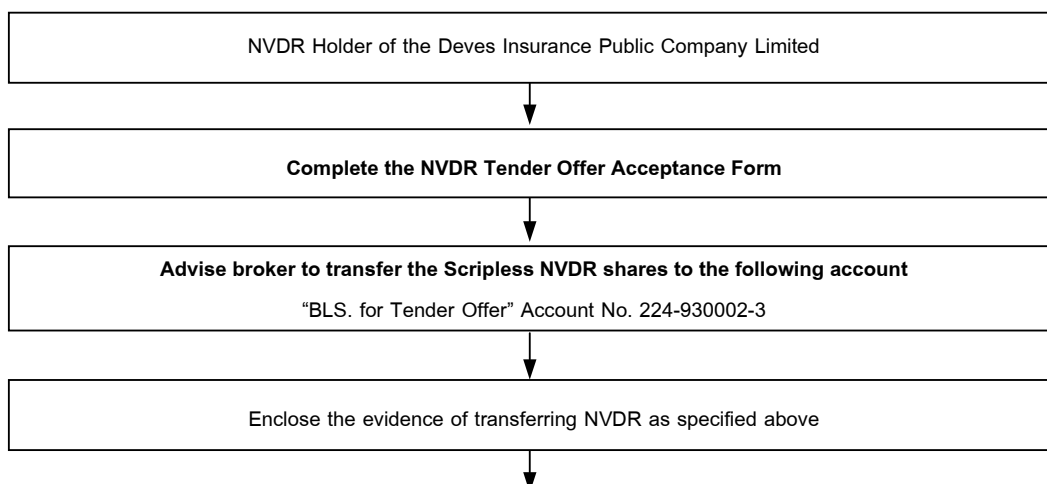 NVDR Holder of the Deves Insurance Public Company Limited
Complete the NVDR Tender Offer Acceptance Form
Advise broker to transfer the Scripless NVDR shares to the following account
“BLS. for Tender Offer” Account No. 224-930002-3
Enclose the evidence of transferring NVDR as specified above